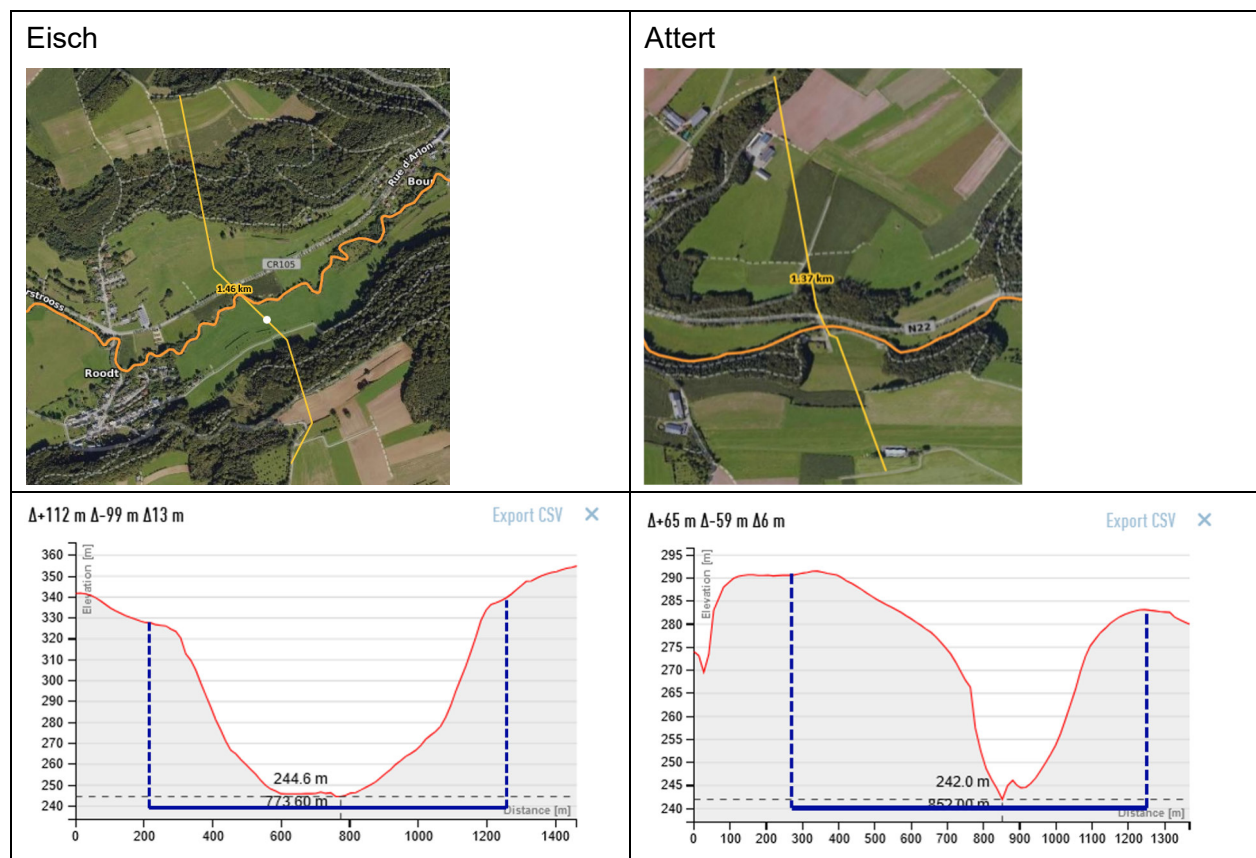 Eisch
Attert
Rue d'Arlon
Bour
CR105
1.46 km
rstrooss
Roodt
1.37 km
N22
Δ+112 m Δ-99 m Δ13 m
Export CSV ×
Δ+65 m Δ-59 m Δ6 m
Export CSV ×
360
350
340
330
320
310
300
290
280
270
260
250
240
Elevation [m]
244.6 m
773.60 m
Distance [m]
0 200 400 600 800 1000 1200 1400
295
290
285
280
275
270
265
260
255
250
245
240
Elevation [m]
242.0 m
852.00 m
Distance [m]
0 100 200 300 400 500 600 700 800 900 1000 1100 1200 1300